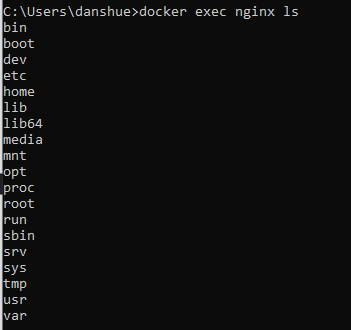 C:\Users\danshue>docker exec nginx ls
bin
boot
dev
etc
home
lib
lib64
media
mnt
opt
proc
root
run
sbin
srv
sys
tmp
usr
var